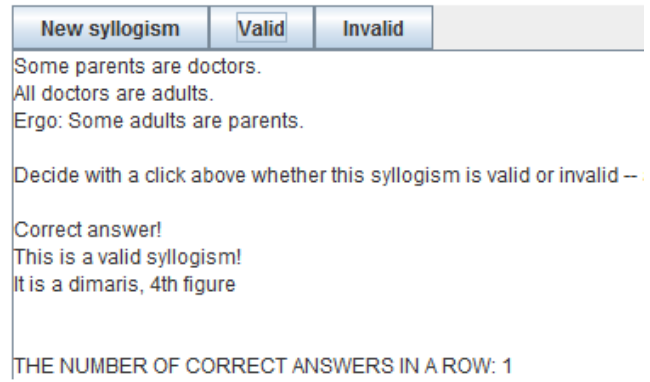 New syllogism Valid Invalid
Some parents are doctors.
All doctors are adults.
Ergo: Some adults are parents.
Decide with a click above whether this syllogism is valid or invalid --
Correct answer!
This is a valid syllogism!
It is a dimaris, 4th figure
THE NUMBER OF CORRECT ANSWERS IN A ROW: 1